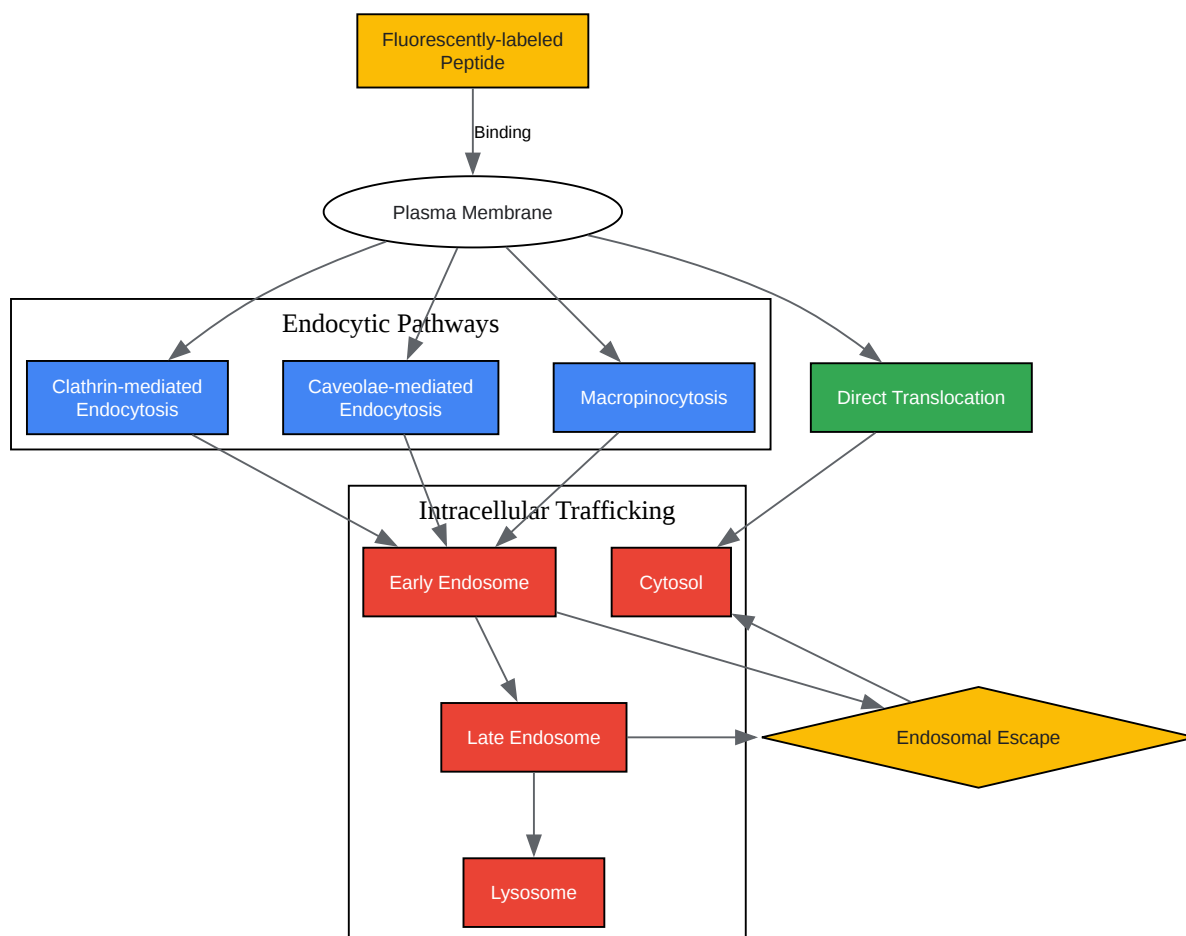 Fluorescently-labeled
Peptide
Binding
Plasma Membrane
Endocytic Pathways
Clathrin-mediated
Endocytosis
Caveolae-mediated
Endocytosis
Macropinocytosis
Direct Translocation
Intracellular Trafficking
Early Endosome
Cytosol
Late Endosome
Endosomal Escape
Lysosome